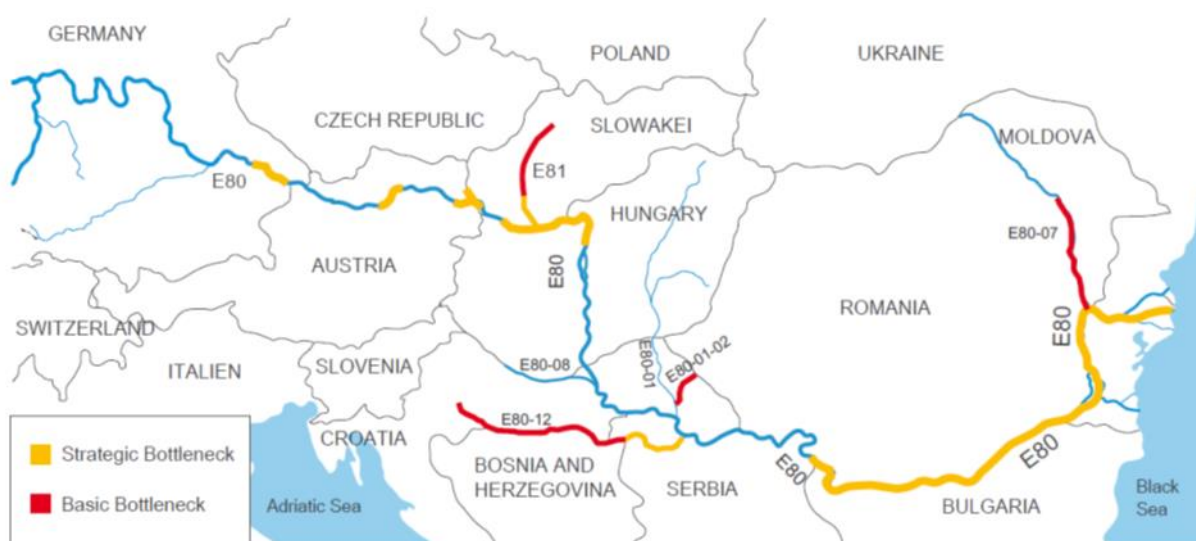 GERMANY
POLAND
UKRAINE
CZECH REPUBLIC
SLOWAKEI
MOLDOVA
E80
E81
HUNGARY
E80-07
AUSTRIA
E80
ROMANIA
E80
SWITZERLAND
ITALIEN
SLOVENIA
E80-08
E80-01
E80-01-02
E80-12
CROATIA
BOSNIA AND
HERZEGOVINA
SERBIA
E80
E80
BULGARIA
Black
Sea
Adriatic Sea
Strategic Bottleneck
Basic Bottleneck